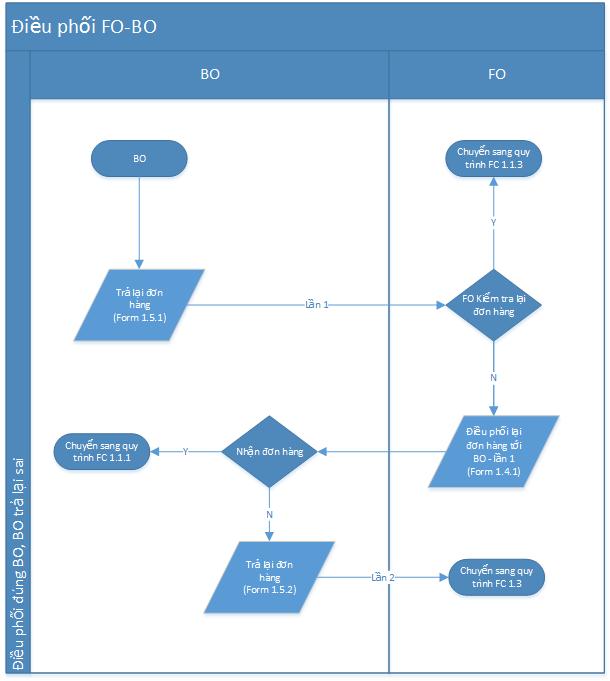 Điều phối FO-BO
BO
FO
Điều phối đúng BO, BO trả lại sai
BO
Chuyển sang quy
trình FC 1.1.3
Y
Trả lại đơn
hàng
(Form 1.5.1)
Lần 1
FO Kiểm tra lại
đơn hàng
N
Chuyển sang quy
trình FC 1.1.1
Y
Nhận đơn hàng
Điều phối lại
đơn hàng tới
BO - lần 1
(Form 1.4.1)
N
Trả lại đơn
hàng
(Form 1.5.2)
Lần 2
Chuyển sang quy
trình FC 1.3